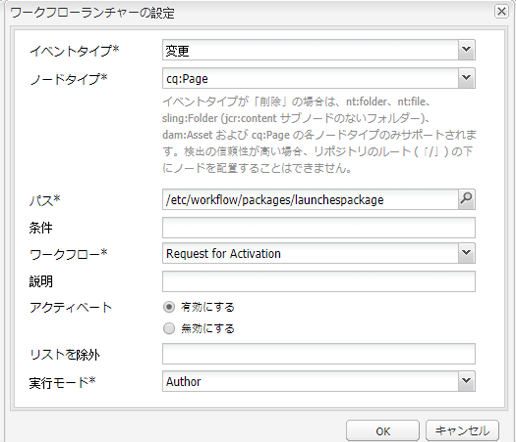 ワークフローランチャーの設定
イベントタイプ* 変更
ノードタイプ* cq:Page
イベントタイプが「削除」の場合は、nt:folder、nt:file、
sling:Folder (jcr:content サブノードのないフォルダー)、
dam:Asset および cq:Page の各ノードタイプのみサポートされま
す。検出の信頼性が高い場合、リポジトリのルート (「/」) の下
にノードを配置することはできません。
パス* /etc/workflow/packages/launchespackage
条件
ワークフロー* Request for Activation
説明
アクティベート 有効にする
無効にする
リストを除外
実行モード* Author
OK キャンセル